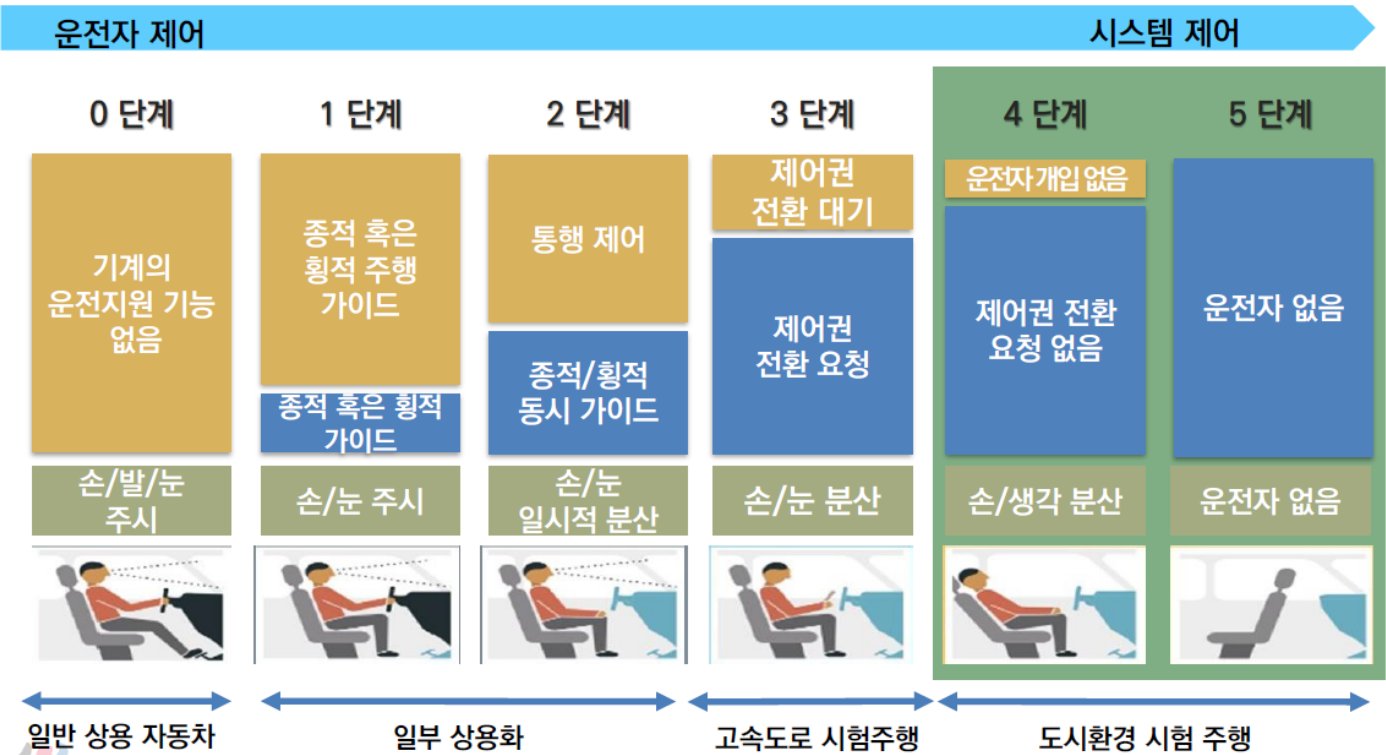 운전자 제어
시스템 제어
0 단계
1 단계
2 단계
3 단계
4 단계
5 단계
기계의
운전지원 기능
없음
종적 혹은
횡적 주행
가이드
종적 혹은 횡적
가이드
통행 제어
종적/횡적
동시 가이드
제어권
전환 대기
제어권
전환 요청
운전자 개입 없음
제어권 전환
요청 없음
운전자 없음
손/발/눈
주시
손/눈 주시
손/눈
일시적 분산
손/눈 분산
손/생각 분산
운전자 없음
일반 상용 자동차
일부 상용화
고속도로 시험주행
도시환경 시험 주행